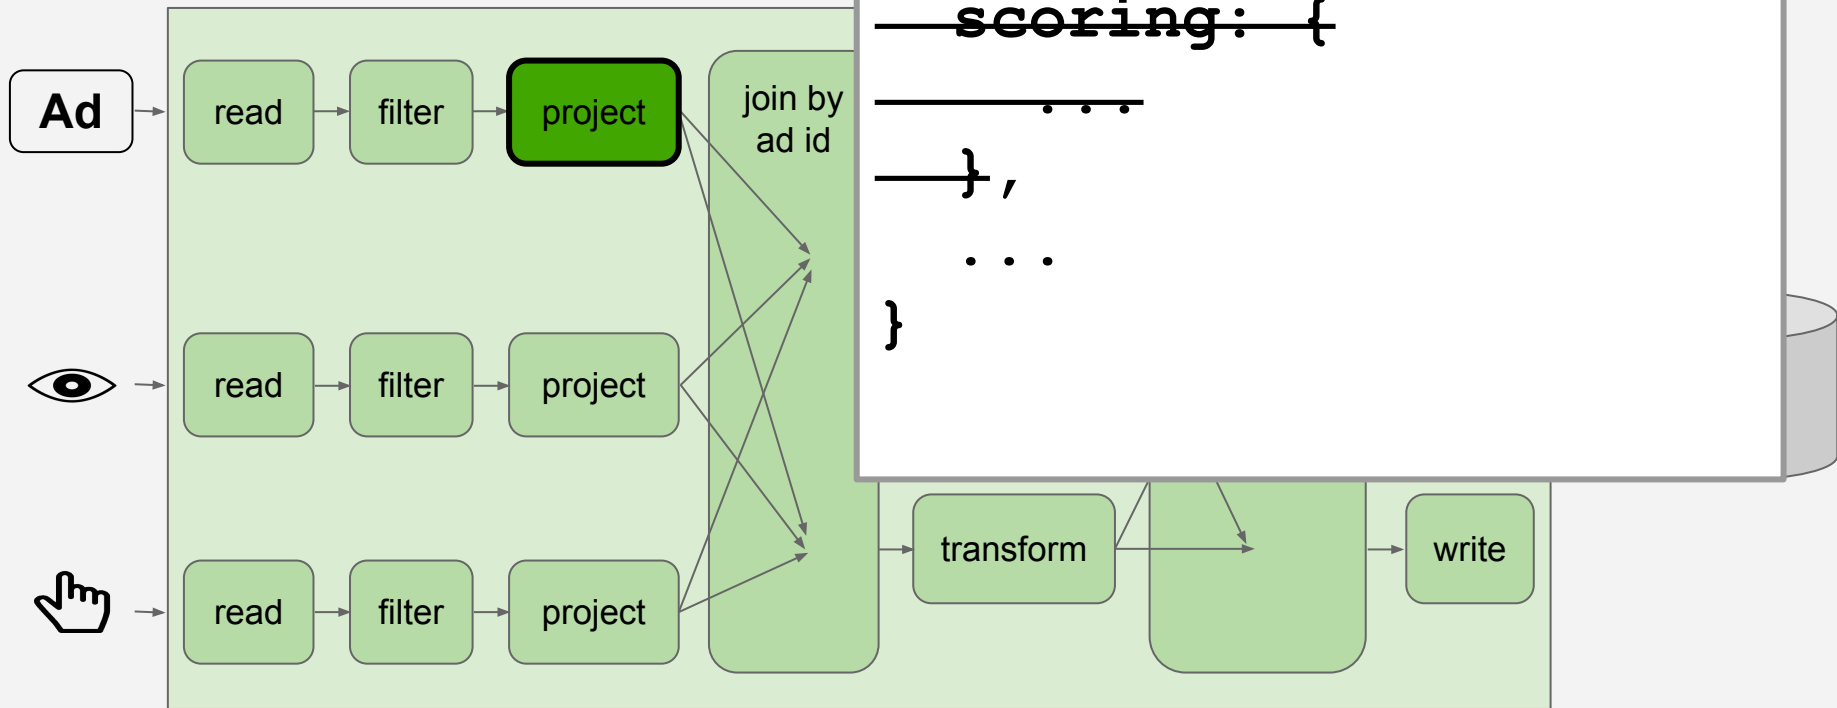 scoring: {
...
},
...
}
Ad
read
filter
project
join by
ad id
read
filter
project
read
filter
project
transform
write